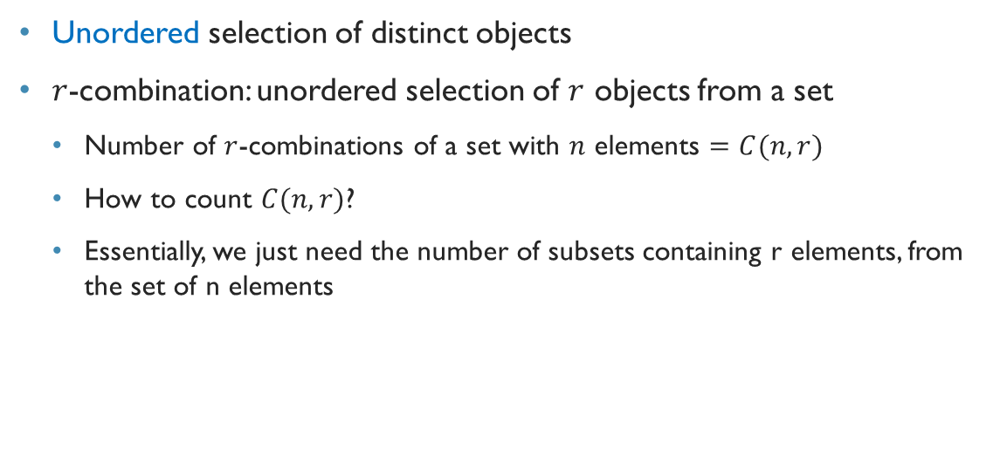 • Unordered selection of distinct objects
• r-combination: unordered selection of r objects from a set
• Number of r-combinations of a set with n elements = C(n, r)
• How to count C(n, r)?
• Essentially, we just need the number of subsets containing r elements, from
the set of n elements